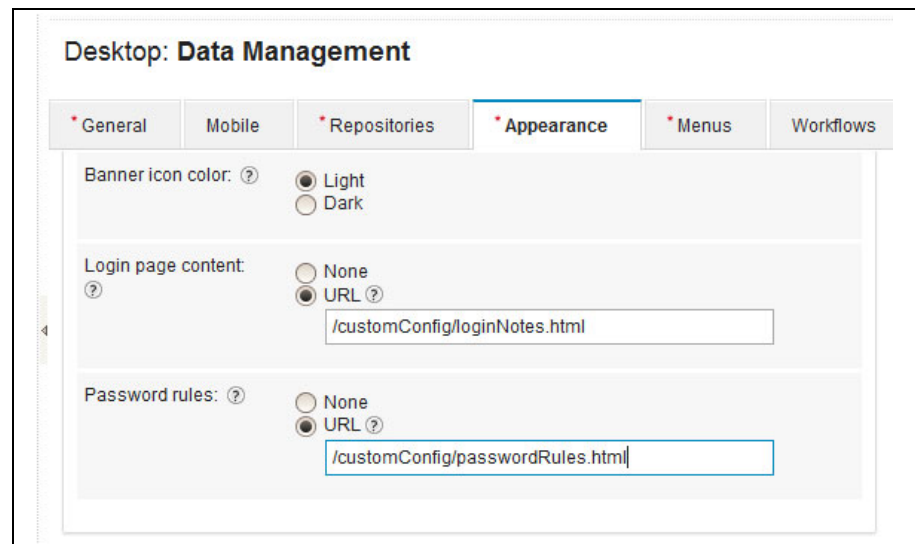 Desktop: Data Management
* General
Mobile
* Repositories
* Appearance
* Menus
Workflows
Banner icon color: ?
Light
Dark
Login page content:
?
None
URL ?
/customConfig/loginNotes.html
Password rules: ?
None
URL ?
/customConfig/passwordRules.html